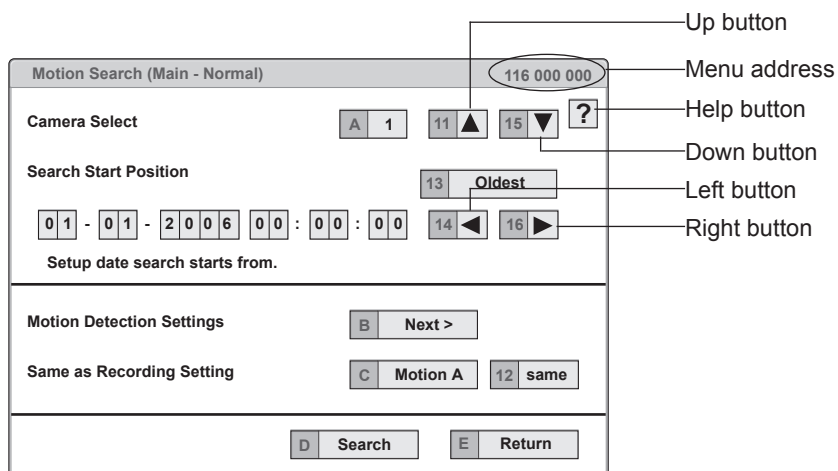 Up button
Motion Search (Main - Normal) 116 000 000 Menu address
Camera Select A 1 11 ▲ 15 ▼ ? Help button
Down button
Search Start Position 13 Oldest
Left button
01 - 01 - 2006 00 : 00 : 00 14 ◀ 16 ▶ Right button
Setup date search starts from.
Motion Detection Settings B Next >
Same as Recording Setting C Motion A 12 same
D Search E Return